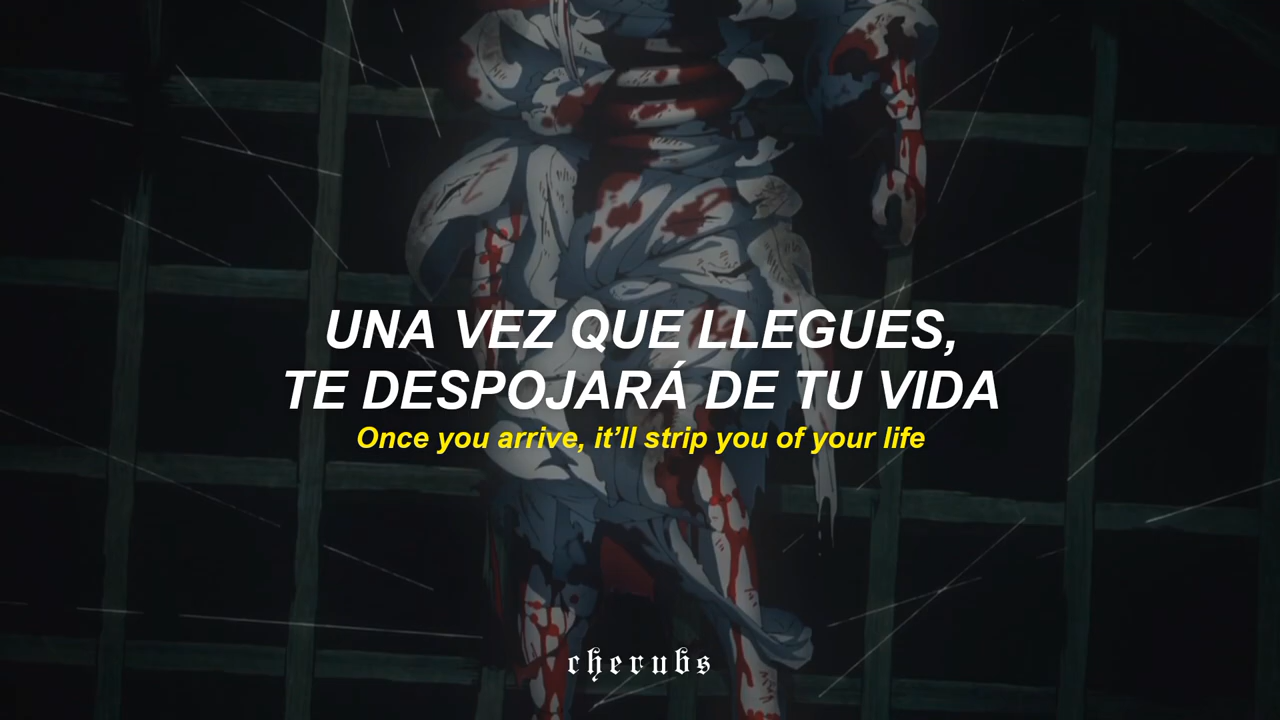 UNA VEZ QUE LLEGUES,
TE DESPOJARÁ DE TU VIDA
Once you arrive, it’ll strip you of your life
cherubs